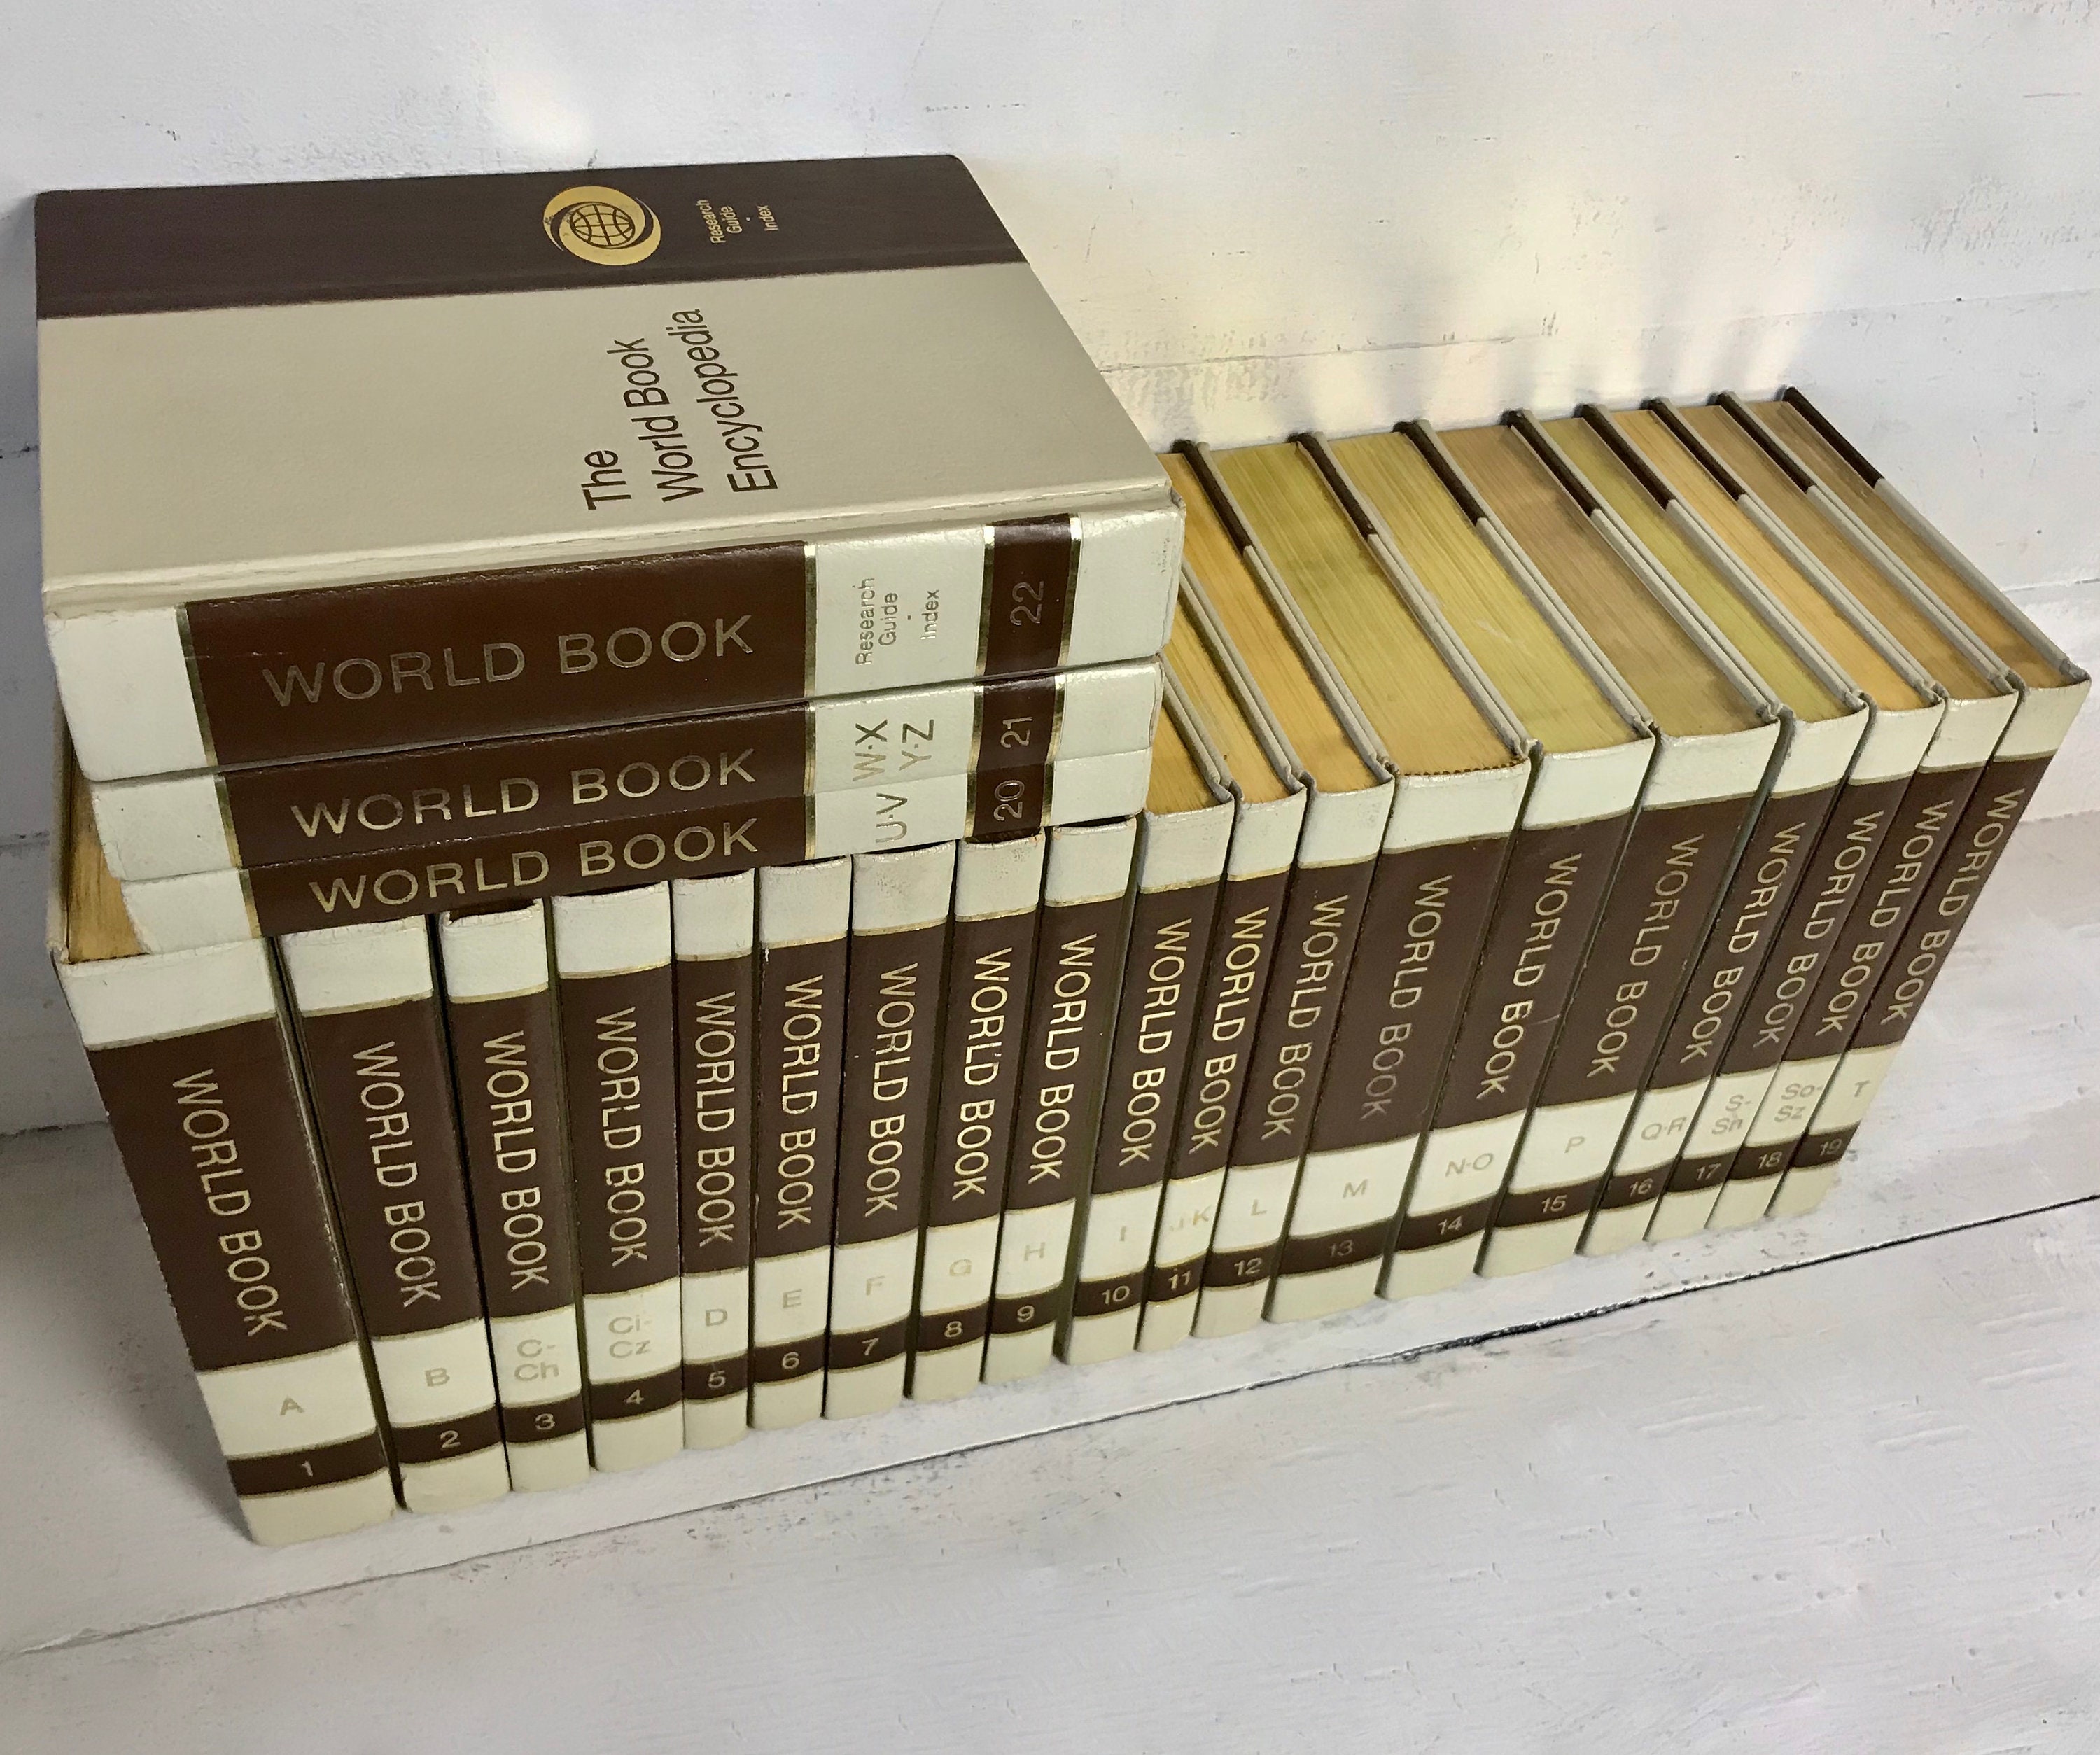 Research
Guide
·
Index
The
World Book
Encyclopedia
WORLD BOOK
Research
Guide
·
Index
22
WORLD BOOK
W·X
Y·Z
21
WORLD BOOK
U·V
20
WORLD BOOK
A
1
WORLD BOOK
B
2
WORLD BOOK
C-
Ch
3
WORLD BOOK
Ci-
Cz
4
WORLD BOOK
D
5
WORLD BOOK
E
6
WORLD BOOK
F
7
WORLD BOOK
G
8
WORLD BOOK
H
9
WORLD BOOK
I
10
WORLD BOOK
J·K
11
WORLD BOOK
L
12
WORLD BOOK
M
13
WORLD BOOK
N·O
14
WORLD BOOK
P
15
WORLD BOOK
Q·R
16
WORLD BOOK
S-
Sn
17
WORLD BOOK
So-
Sz
18
WORLD BOOK
T
19